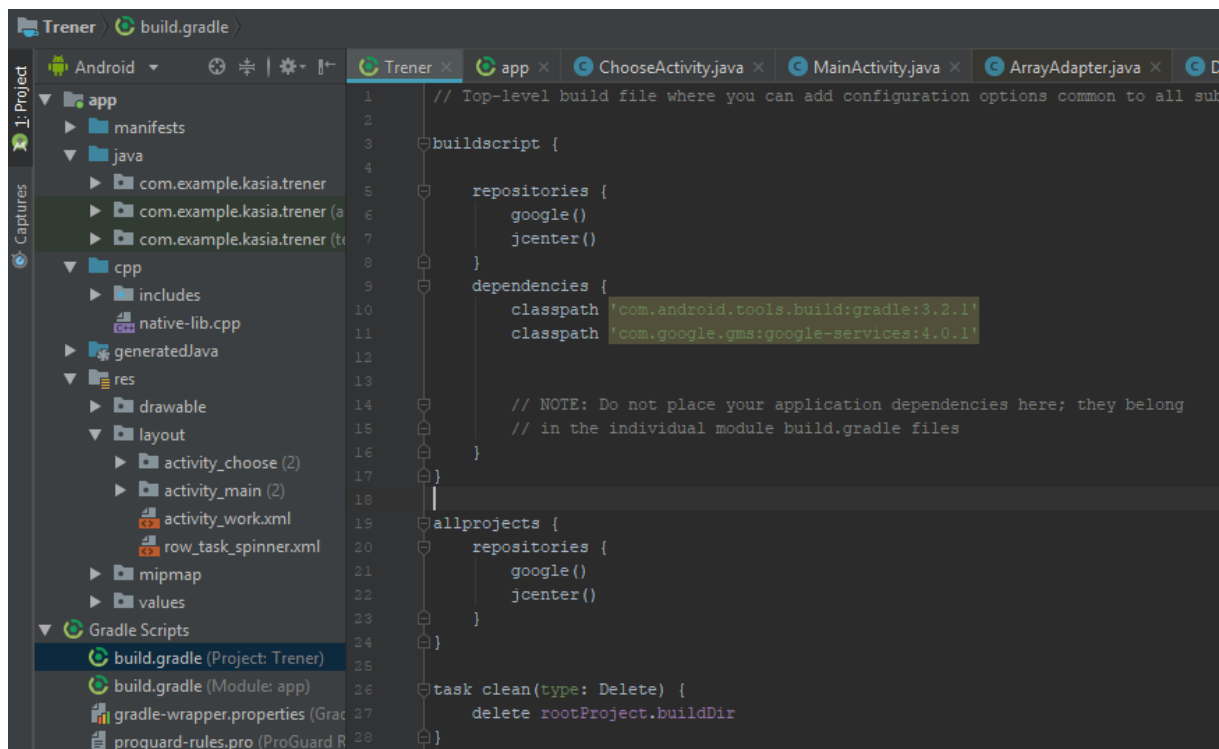 Trener build.gradle
1: Project
Captures
Android
app
manifests
java
com.example.kasia.trener
com.example.kasia.trener (a
com.example.kasia.trener (te
cpp
includes
native-lib.cpp
generatedJava
res
drawable
layout
activity_choose (2)
activity_main (2)
activity_work.xml
row_task_spinner.xml
mipmap
values
Gradle Scripts
build.gradle (Project: Trener)
build.gradle (Module: app)
gradle-wrapper.properties (Grad
proguard-rules.pro (ProGuard R
Trener app ChooseActivity.java MainActivity.java ArrayAdapter.java D
1 // Top-level build file where you can add configuration options common to all sub
2
3 buildscript {
4
5 repositories {
6 google()
7 jcenter()
8 }
9 dependencies {
10 classpath 'com.android.tools.build:gradle:3.2.1'
11 classpath 'com.google.gms:google-services:4.0.1'
12
13
14 // NOTE: Do not place your application dependencies here; they belong
15 // in the individual module build.gradle files
16 }
17 }
18
19 allprojects {
20 repositories {
21 google()
22 jcenter()
23 }
24 }
25
26 task clean(type: Delete) {
27 delete rootProject.buildDir
28 }